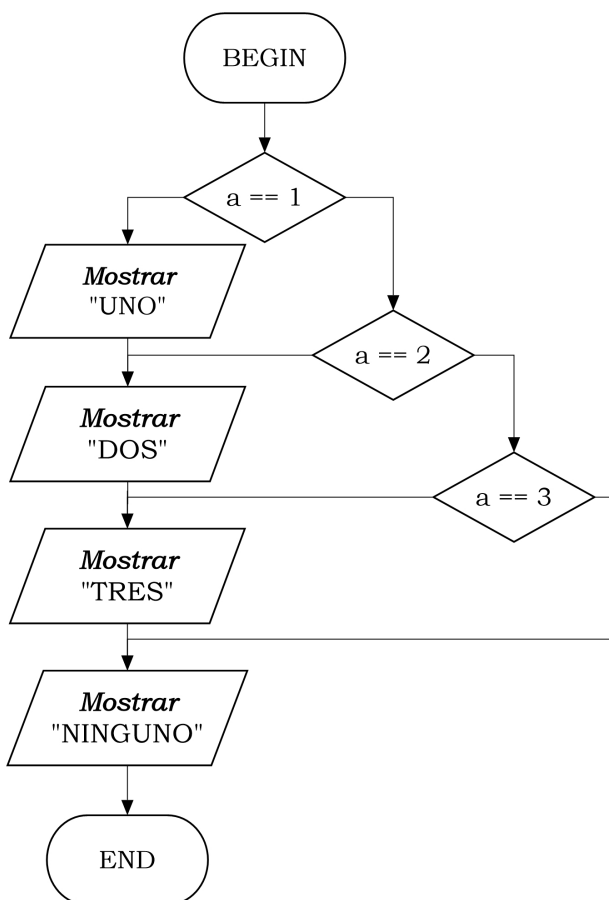 BEGIN
a == 1
Mostrar
"UNO"
a == 2
Mostrar
"DOS"
a == 3
Mostrar
"TRES"
Mostrar
"NINGUNO"
END